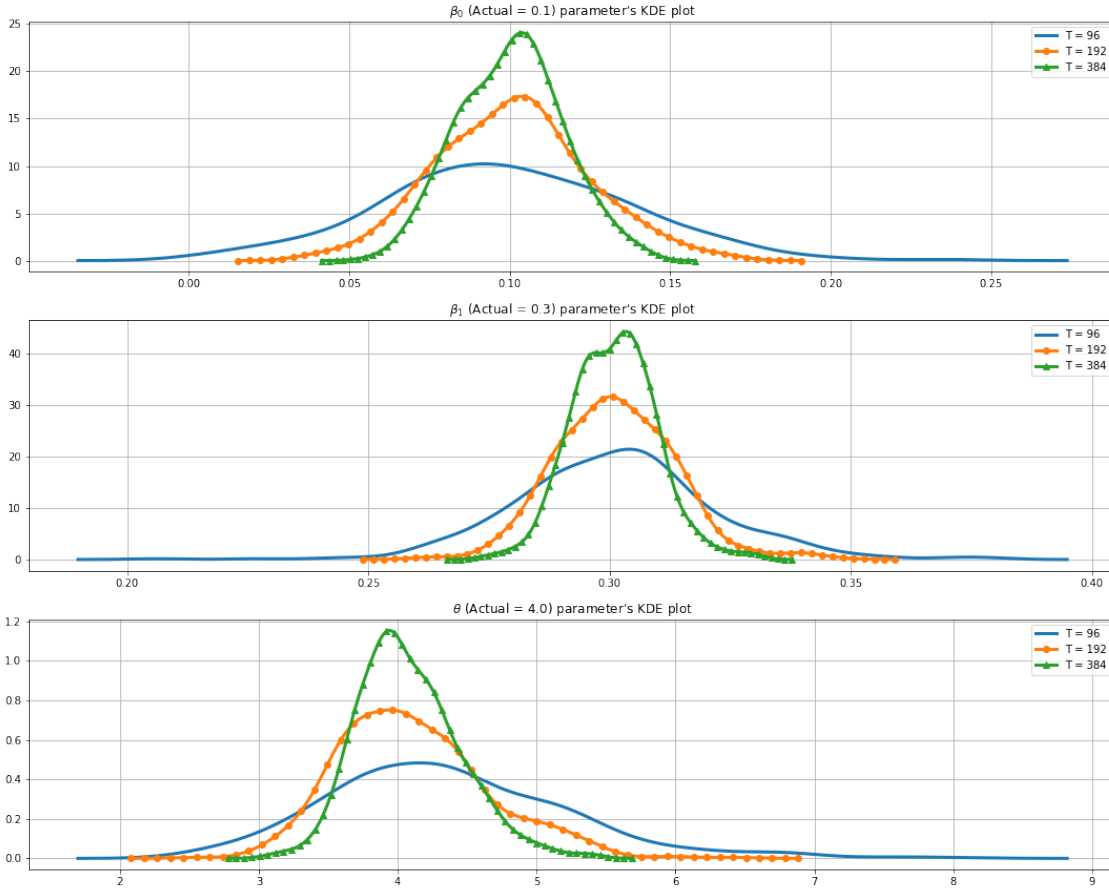 β₀ (Actual = 0.1) parameter's KDE plot
25
20
15
10
5
0
T = 96
T = 192
T = 384
0.00 0.05 0.10 0.15 0.20 0.25
β₁ (Actual = 0.3) parameter's KDE plot
40
30
20
10
0
T = 96
T = 192
T = 384
0.20 0.25 0.30 0.35 0.40
θ (Actual = 4.0) parameter's KDE plot
1.2
1.0
0.8
0.6
0.4
0.2
0.0
T = 96
T = 192
T = 384
2 3 4 5 6 7 8 9